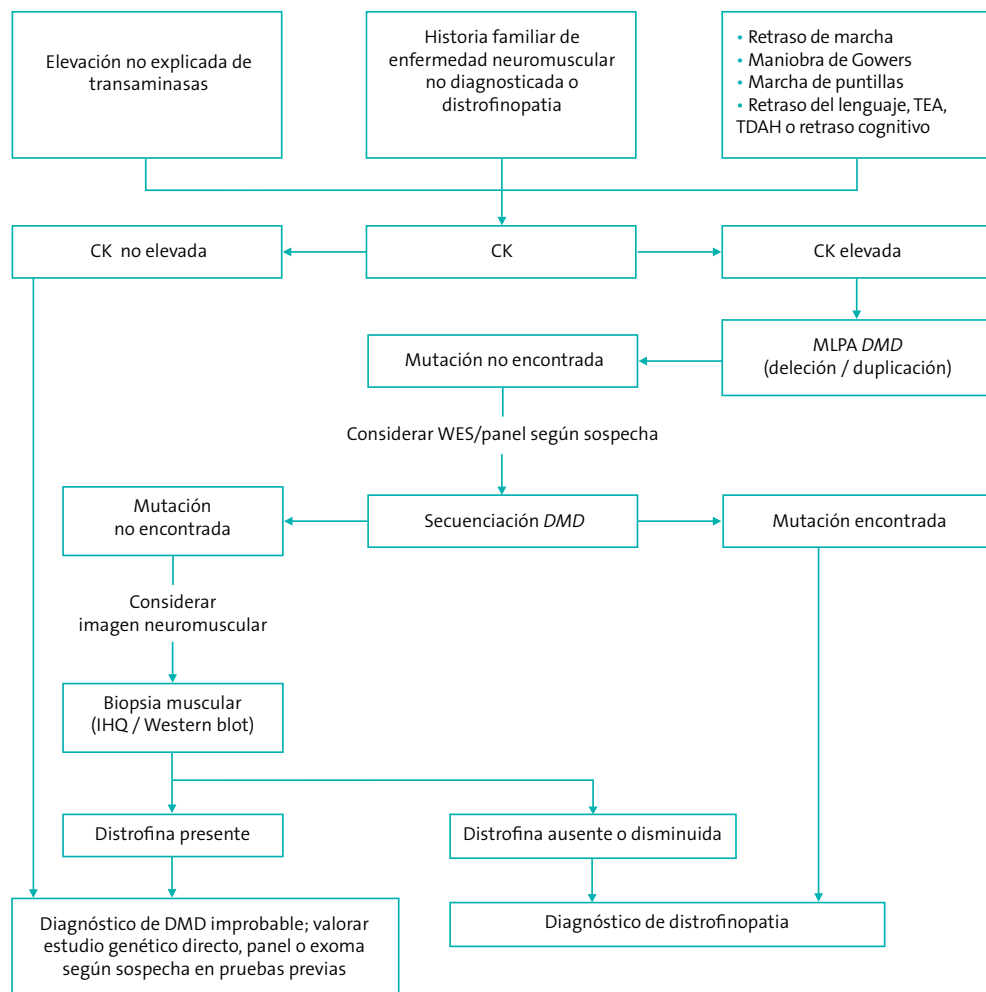 Elevación no explicada de
transaminasas
Historia familiar de
enfermedad neuromuscular
no diagnosticada o
distrofinopatia
• Retraso de marcha
• Maniobra de Gowers
• Marcha de puntillas
• Retraso del lenguaje, TEA,
TDAH o retraso cognitivo
CK no elevada
CK
CK elevada
Mutación no encontrada
MLPA DMD
(deleción / duplicación)
Considerar WES/panel según sospecha
Mutación
no encontrada
Secuenciación DMD
Mutación encontrada
Considerar
imagen neuromuscular
Biopsia muscular
(IHQ / Western blot)
Distrofina presente
Distrofina ausente o disminuida
Diagnóstico de DMD improbable; valorar
estudio genético directo, panel o exoma
según sospecha en pruebas previas
Diagnóstico de distrofinopatia